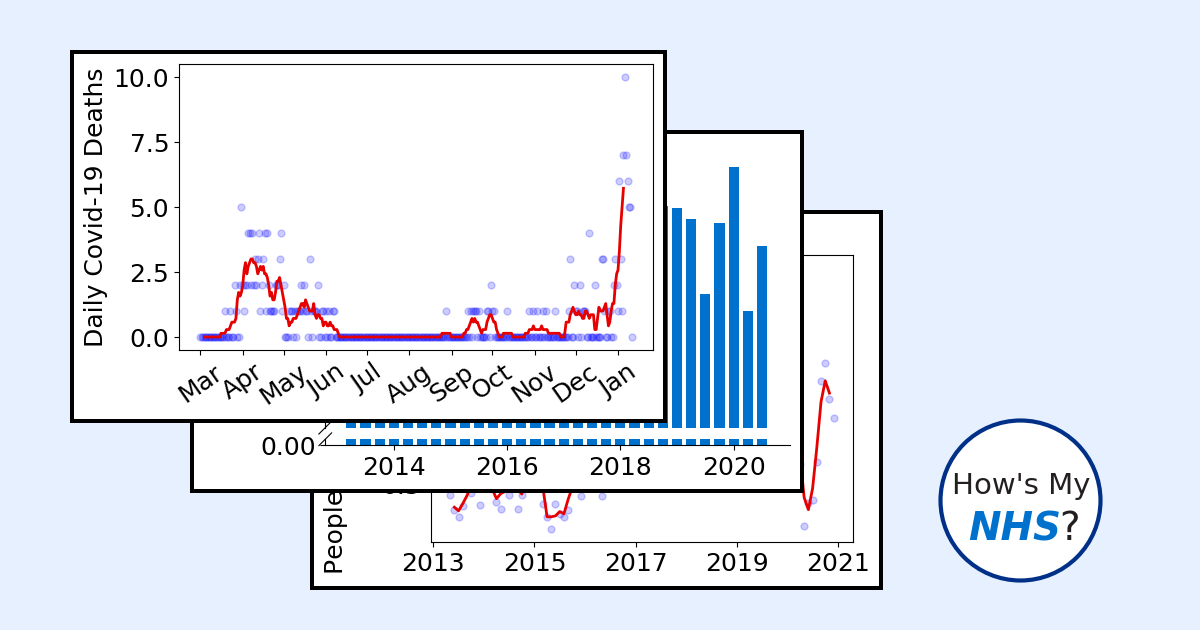 Daily Covid-19 Deaths
10.0
7.5
5.0
2.5
0.0
Mar Apr May Jun Jul Aug Sep Oct Nov Dec Jan
0.00
2014 2016 2018 2020
People
2013 2015 2017 2019 2021
How's My
NHS?